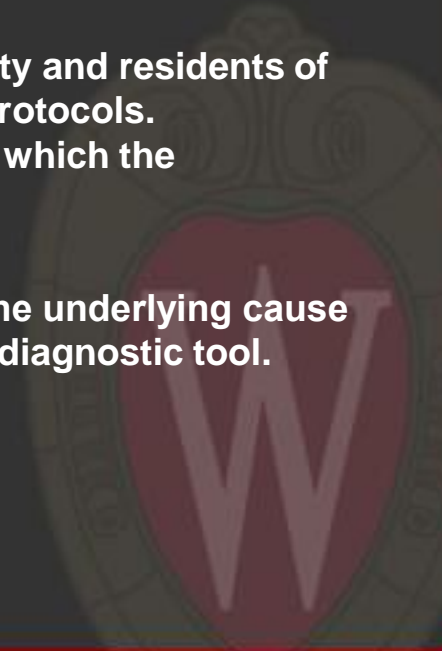 ty and residents of
rotocols.
which the
he underlying cause
diagnostic tool.
W